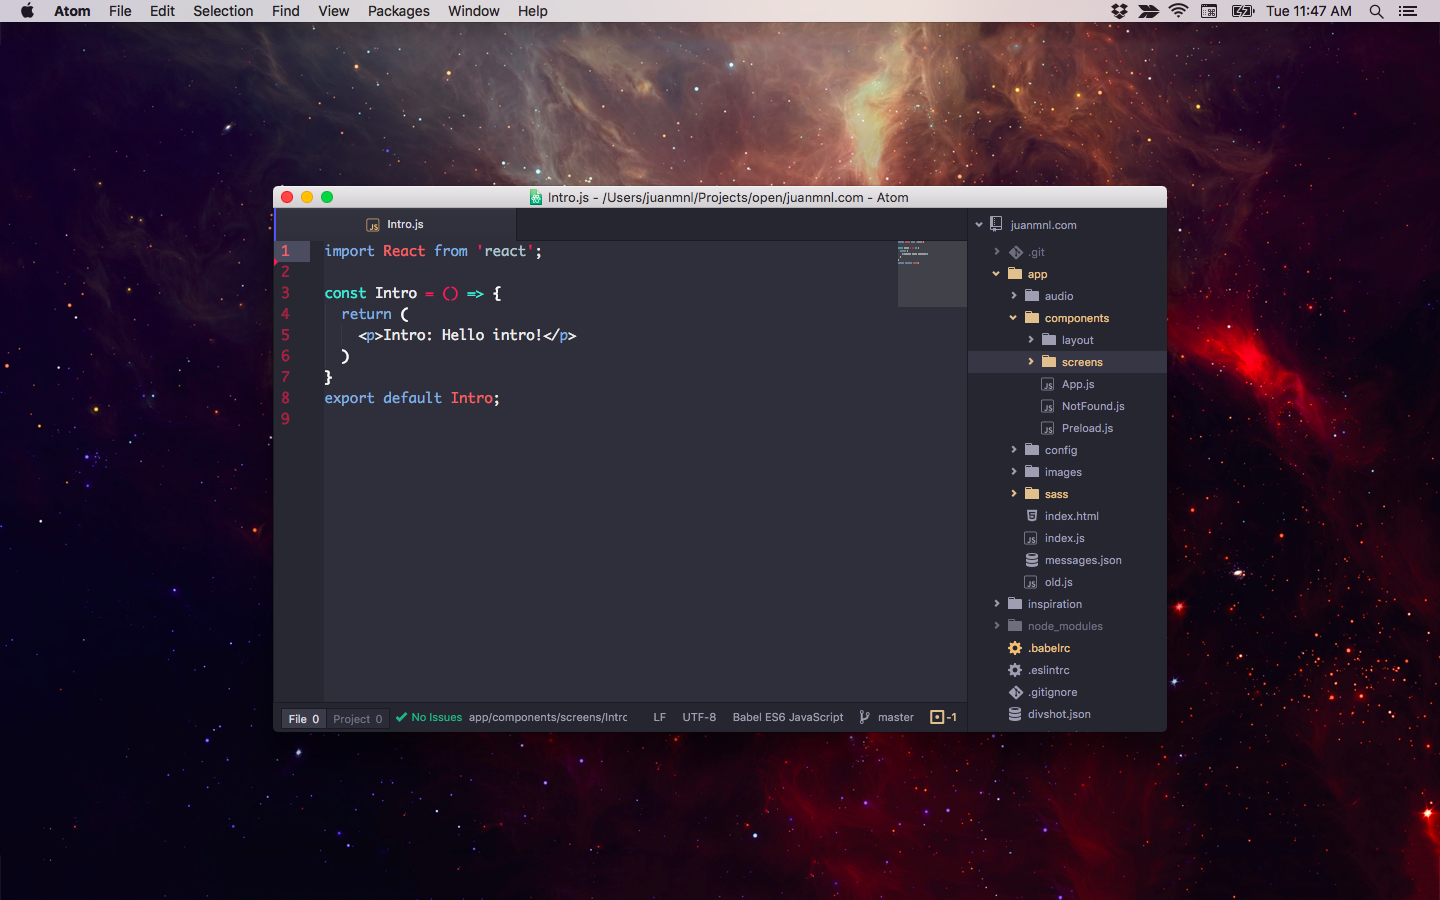 Atom File Edit Selection Find View Packages Window Help Tue 11:47 AM
Intro.js - /Users/juanmnl/Projects/open/juanmnl.com - Atom
Intro.js
1 import React from 'react';
2
3 const Intro = () => {
4 return (
5 <p>Intro: Hello intro!</p>
6 )
7 }
8 export default Intro;
9
juanmnl.com
.git
app
audio
components
layout
screens
App.js
NotFound.js
Preload.js
config
images
sass
index.html
index.js
messages.json
old.js
inspiration
node_modules
.babelrc
.eslintrc
.gitignore
divshot.json
File 0 Project 0 No Issues app/components/screens/Intro LF UTF-8 Babel ES6 JavaScript master -1